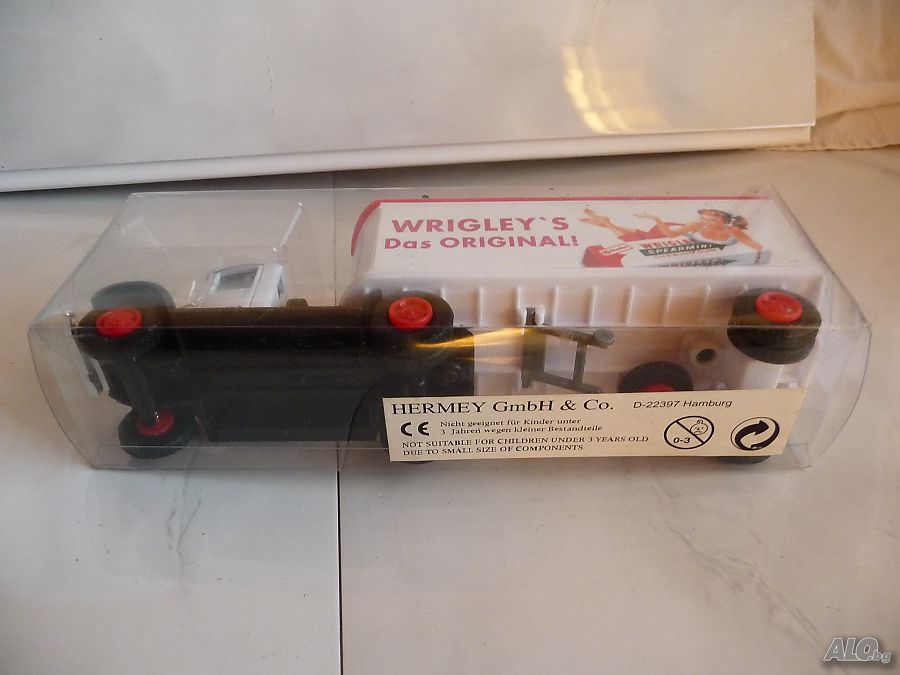 WRIGLEY`S
Das ORIGINAL!
WRIGLEY'S
SPEARMINT
HERMEY GmbH & Co. D-22397 Hamburg
CE Nicht geeignet für Kinder unter
3 Jahren wegen kleiner Bestandteile
NOT SUITABLE FOR CHILDREN UNDER 3 YEARS OLD
DUE TO SMALL SIZE OF COMPONENTS
0-3
ALO.bg